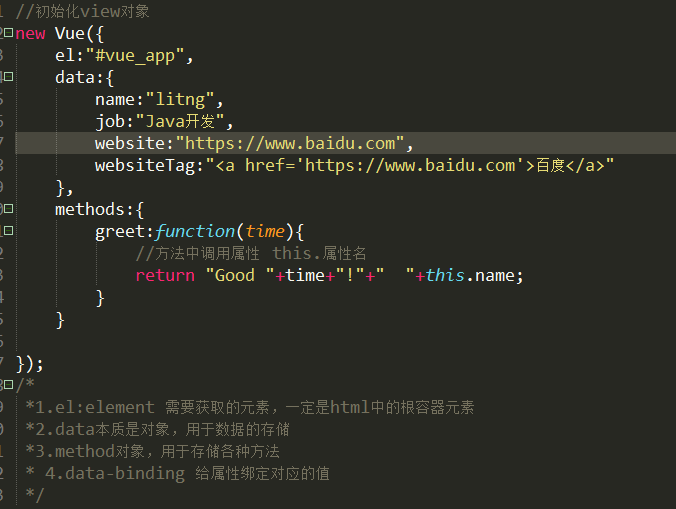 //初始化view对象
new Vue({
    el:"#vue_app",
    data:{
        name:"litng",
        job:"Java开发",
        website:"https://www.baidu.com",
        websiteTag:"<a href='https://www.baidu.com'>百度</a>"
    },
    methods:{
        greet:function(time){
            //方法中调用属性 this.属性名
            return "Good "+time+"!"+"  "+this.name;
        }
    }

});
/*
 *1.el:element 需要获取的元素，一定是html中的根容器元素
 *2.data本质是对象，用于数据的存储
 *3.method对象，用于存储各种方法
 * 4.data-binding 给属性绑定对应的值
 */